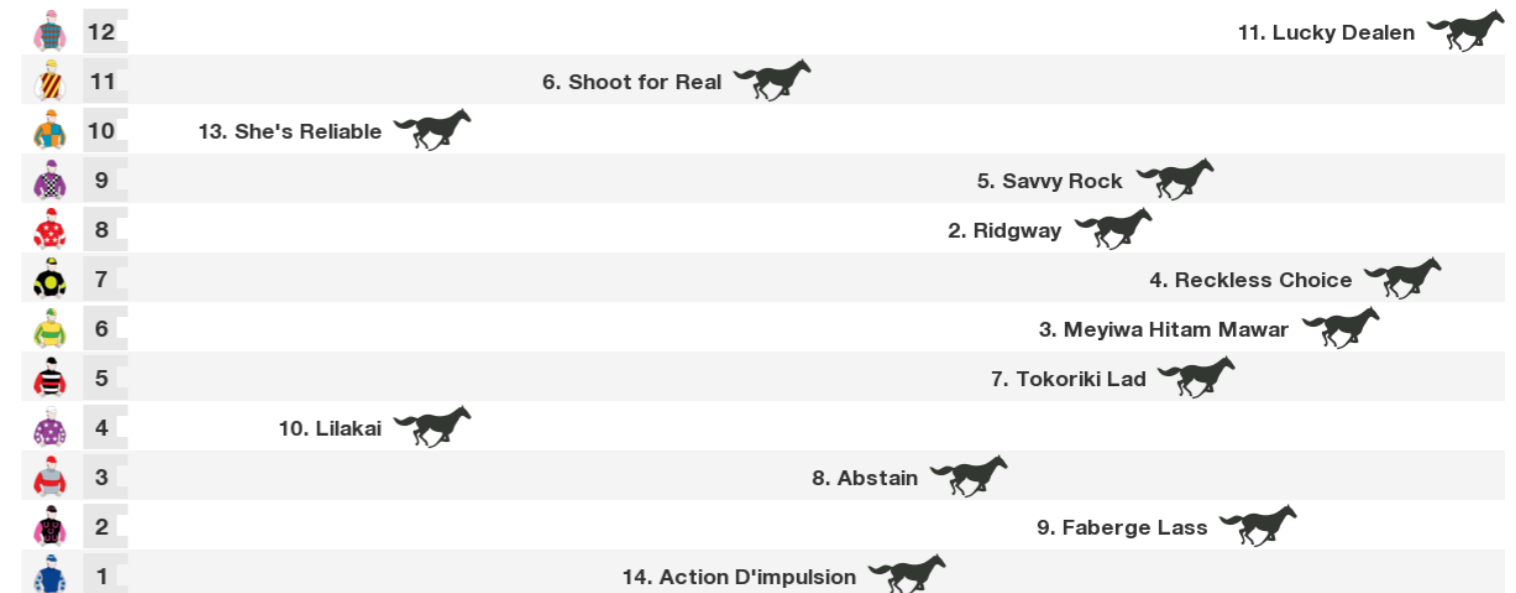 12 11. Lucky Dealen
11 6. Shoot for Real
10 13. She's Reliable
9 5. Savvy Rock
8 2. Ridgway
7 4. Reckless Choice
6 3. Meyiwa Hitam Mawar
5 7. Tokoriki Lad
4 10. Lilakai
3 8. Abstain
2 9. Faberge Lass
1 14. Action D'impulsion